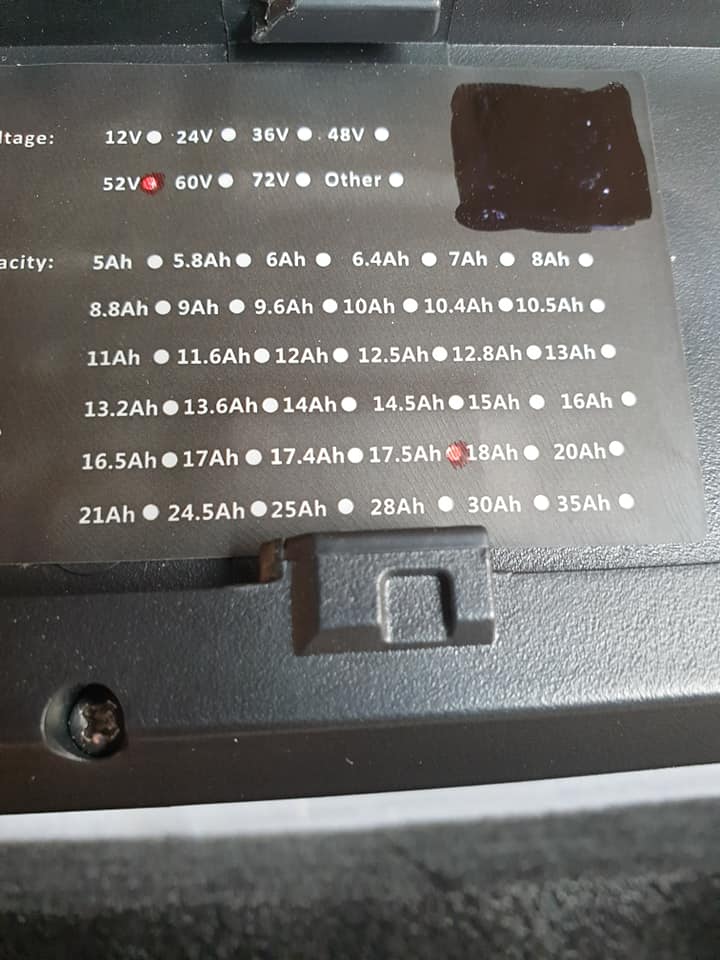 ltage: 12V 24V 36V 48V
52V 60V 72V Other
acity: 5Ah 5.8Ah 6Ah 6.4Ah 7Ah 8Ah
8.8Ah 9Ah 9.6Ah 10Ah 10.4Ah 10.5Ah
11Ah 11.6Ah 12Ah 12.5Ah 12.8Ah 13Ah
13.2Ah 13.6Ah 14Ah 14.5Ah 15Ah 16Ah
16.5Ah 17Ah 17.4Ah 17.5Ah 18Ah 20Ah
21Ah 24.5Ah 25Ah 28Ah 30Ah 35Ah